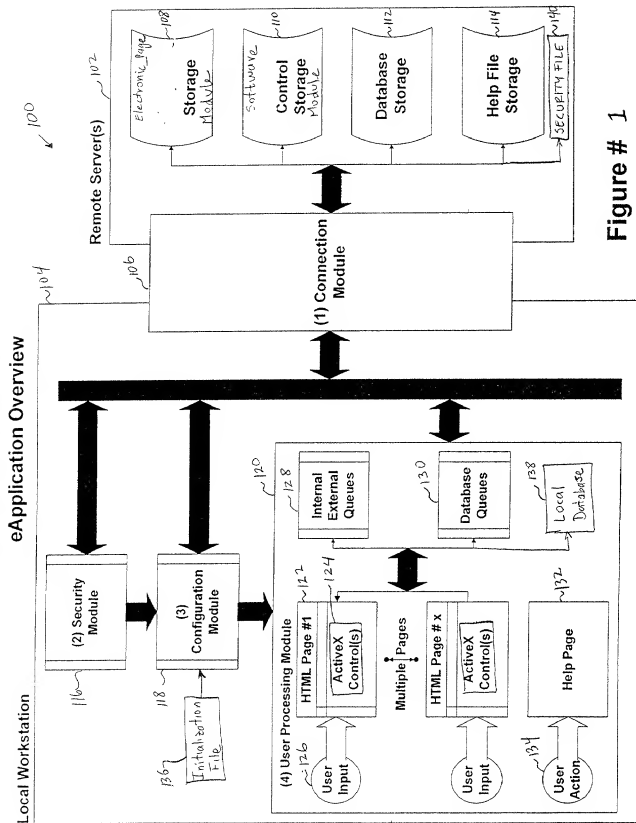 eApplication Overview
100
Local Workstation
104
Remote Server(s)
102
106
(1) Connection
Module
Electronic Page
Storage
Module
108
Software
Control
Storage
Module
110
Database
Storage
112
Help File
Storage
114
SECURITY FILE
140
(2) Security
Module
116
(3)
Configuration
Module
118
136
Initialization
File
(4) User Processing Module
120
HTML Page #1
122
ActiveX
Control(s)
124
User
Input
126
Multiple Pages
HTML Page # x
ActiveX
Control(s)
User
Input
Help Page
132
User
Action
134
Internal
External
Queues
128
Database
Queues
130
Local
Database
138
Figure # 1